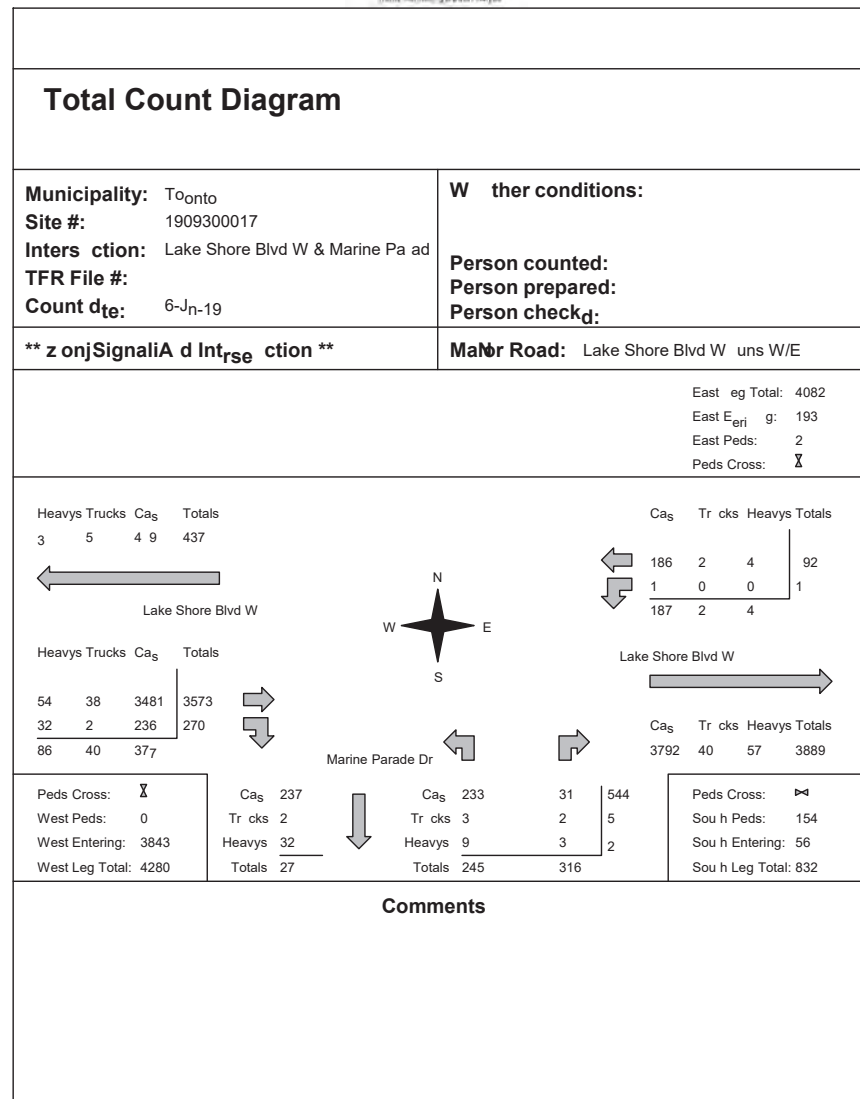 Total Count Diagram
Municipality: Toonto
Site #: 1909300017
Inters ction: Lake Shore Blvd W & Marine Pa ad
TFR File #:
Count dte: 6-Jn-19
W ther conditions:
Person counted:
Person prepared:
Person checkd:
** z onjSignaliA d Intrse ction **
Road: Lake Shore Blvd W uns W/E
East eg Total: 4082
East Eeri g: 193
East Peds: 2
Peds Cross:
Heavys Trucks Cas Totals
3 5 4 9 437
Lake Shore Blvd W
Heavys Trucks Cas Totals
54 38 3481 3573
32 2 236 270
86 40 377
N
W E
S
Cas Tr cks Heavys Totals
186 2 4 92
1 0 0 1
187 2 4
Lake Shore Blvd W
Cas Tr cks Heavys Totals
3792 40 57 3889
Marine Parade Dr
Peds Cross:
West Peds: 0
West Entering: 3843
West Leg Total: 4280
Cas 237
Tr cks 2
Heavys 32
Totals 27
Cas 233 31 544
Tr cks 3 2 5
Heavys 9 3 2
Totals 245 316
Peds Cross:
Sou h Peds: 154
Sou h Entering: 56
Sou h Leg Total: 832
Comments